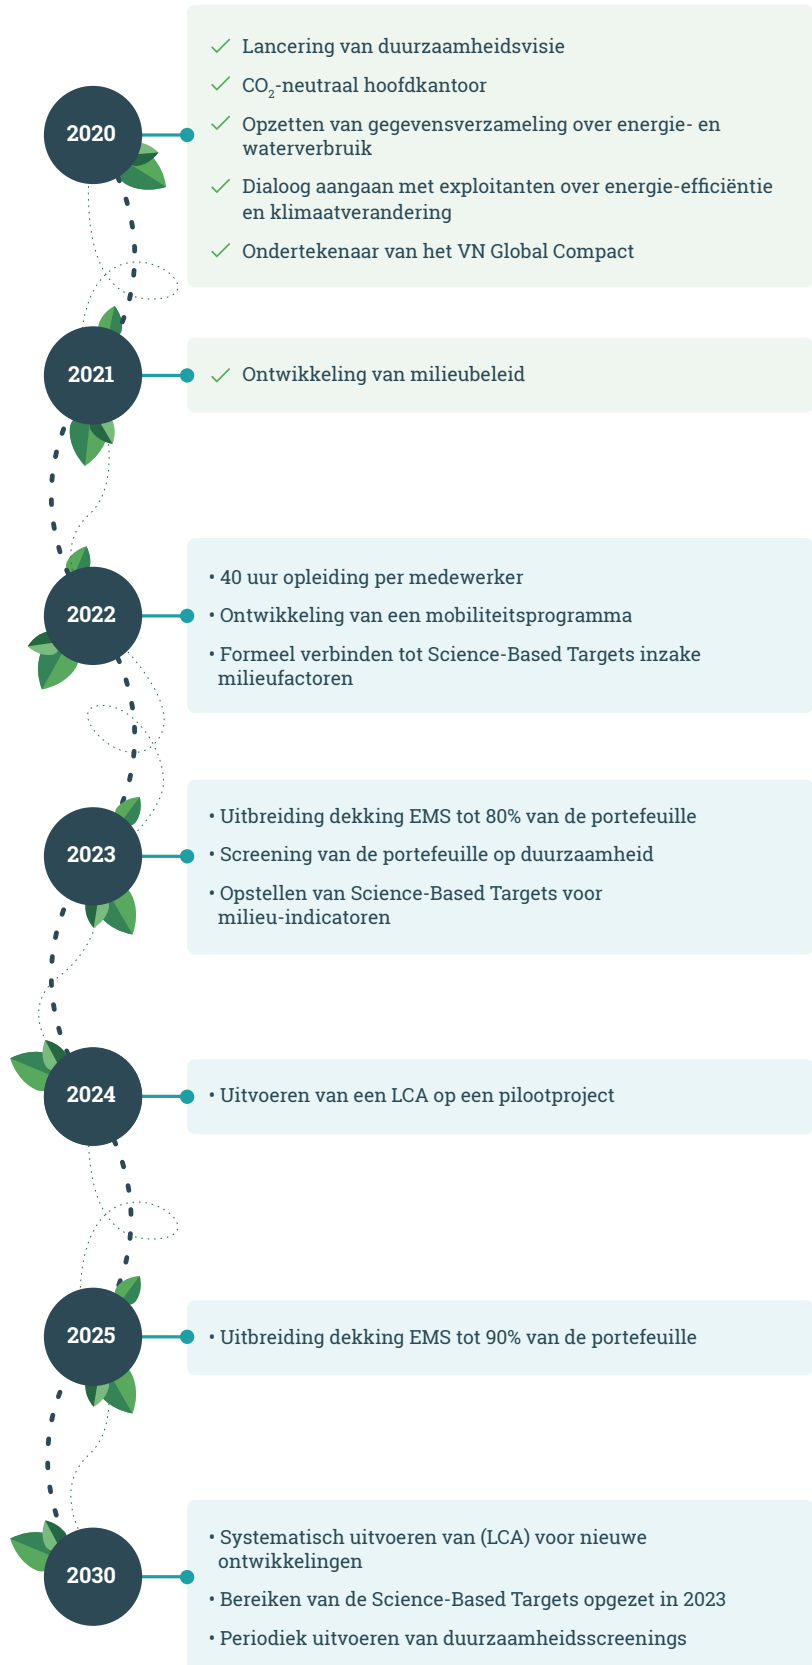 2020
Lancering van duurzaamheidsvisie
CO₂-neutraal hoofdkantoor
Opzetten van gegevensverzameling over energie- en
waterverbruik
Dialoog aangaan met exploitanten over energie-efficiëntie
en klimaatverandering
Ondertekenaar van het VN Global Compact
2021
Ontwikkeling van milieubeleid
2022
• 40 uur opleiding per medewerker
• Ontwikkeling van een mobiliteitsprogramma
• Formeel verbinden tot Science-Based Targets inzake
milieufactoren
2023
• Uitbreiding dekking EMS tot 80% van de portefeuille
• Screening van de portefeuille op duurzaamheid
• Opstellen van Science-Based Targets voor
milieu-indicatoren
2024
• Uitvoeren van een LCA op een pilootproject
2025
• Uitbreiding dekking EMS tot 90% van de portefeuille
2030
• Systematisch uitvoeren van (LCA) voor nieuwe
ontwikkelingen
• Bereiken van de Science-Based Targets opgezet in 2023
• Periodiek uitvoeren van duurzaamheidsscreenings